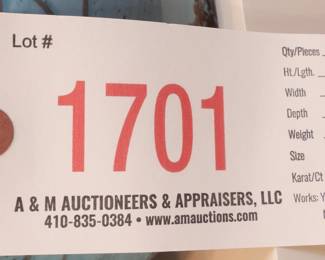 Lot #
1701
A & M AUCTIONEERS & APPRAISERS, LLC
410-835-0384 • www.amauctions.com
Qty/Pieces
Ht./Lgth.
Width
Depth
Weight
Size
Karat/Ct
Works: Y